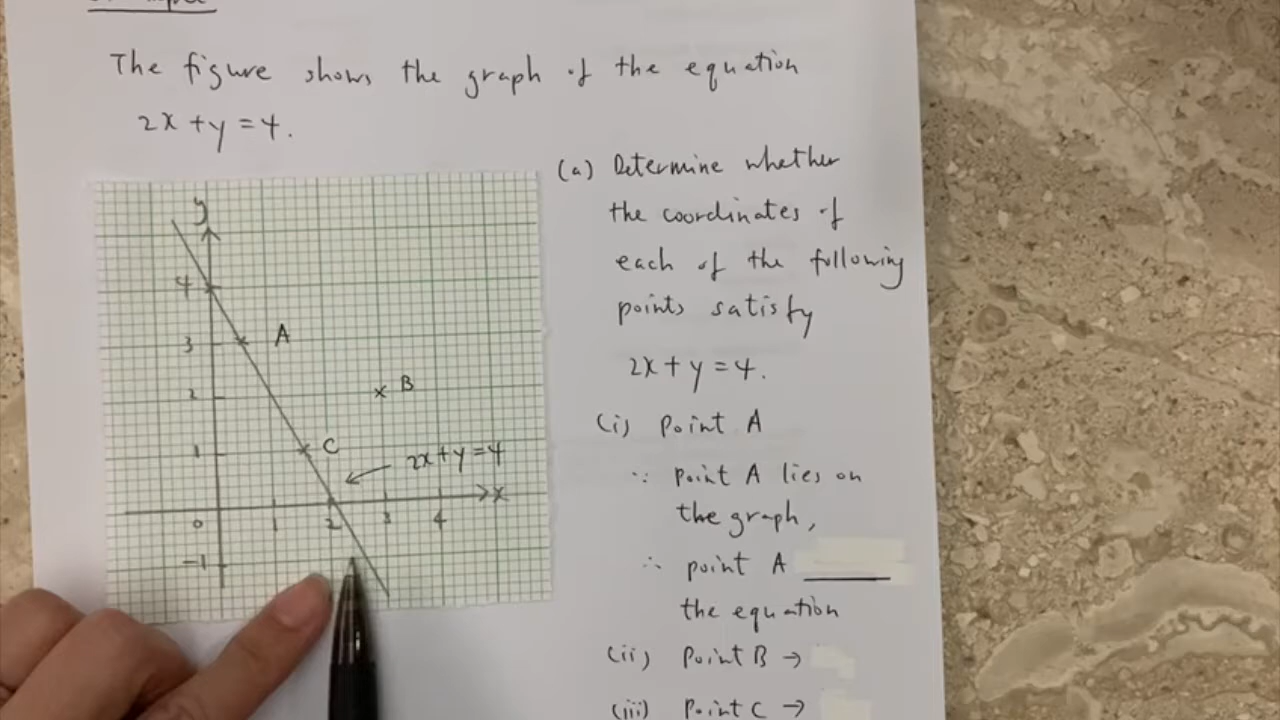 The figure shows the graph of the equation
2x + y = 4.
(a) Determine whether
the coordinates of
each of the following
points satisfy
2x + y = 4.
(i) Point A
∵ point A lies on
the graph,
∴ point A ____
the equation
(ii) Point B →
(iii) Point C →
y
4
A
3
B
2
C
1
2x + y = 4
x
0 1 2 3 4
-1